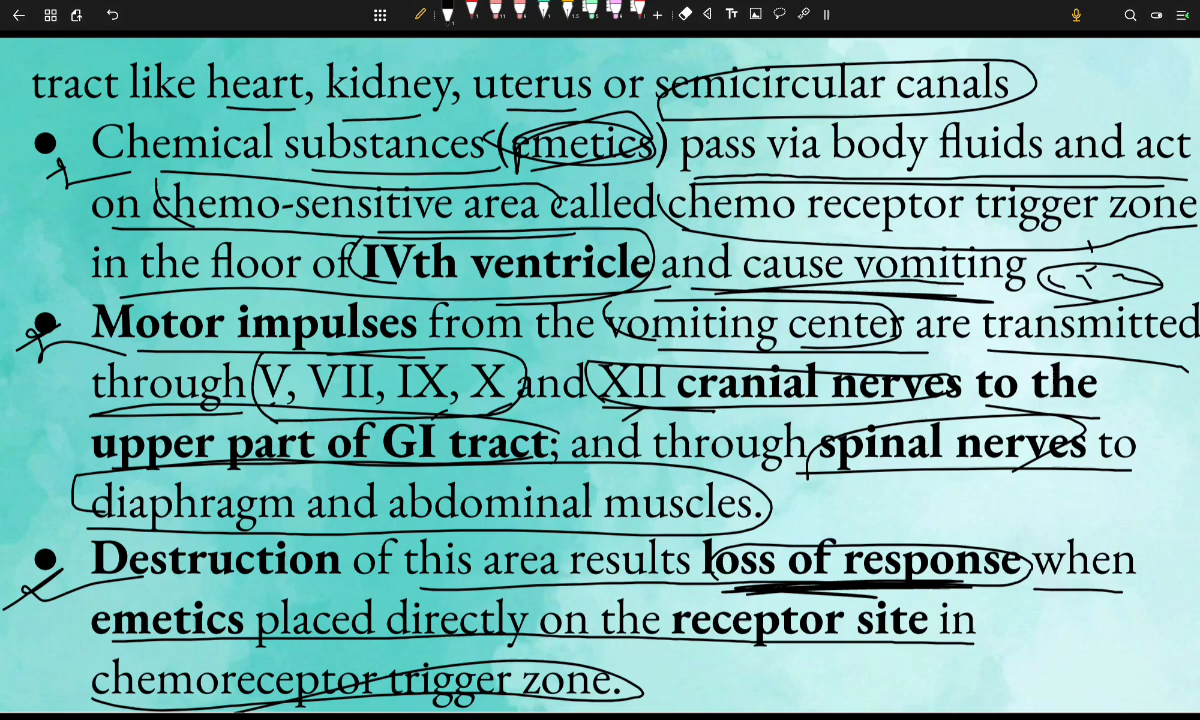 tract like heart, kidney, uterus or semicircular canals
● Chemical substances (emetics) pass via body fluids and act
on chemo-sensitive area called chemo receptor trigger zone
in the floor of IVth ventricle and cause vomiting
● Motor impulses from the vomiting center are transmitted
through V, VII, IX, X and XII cranial nerves to the
upper part of GI tract; and through spinal nerves to
diaphragm and abdominal muscles.
● Destruction of this area results loss of response when
emetics placed directly on the receptor site in
chemoreceptor trigger zone.